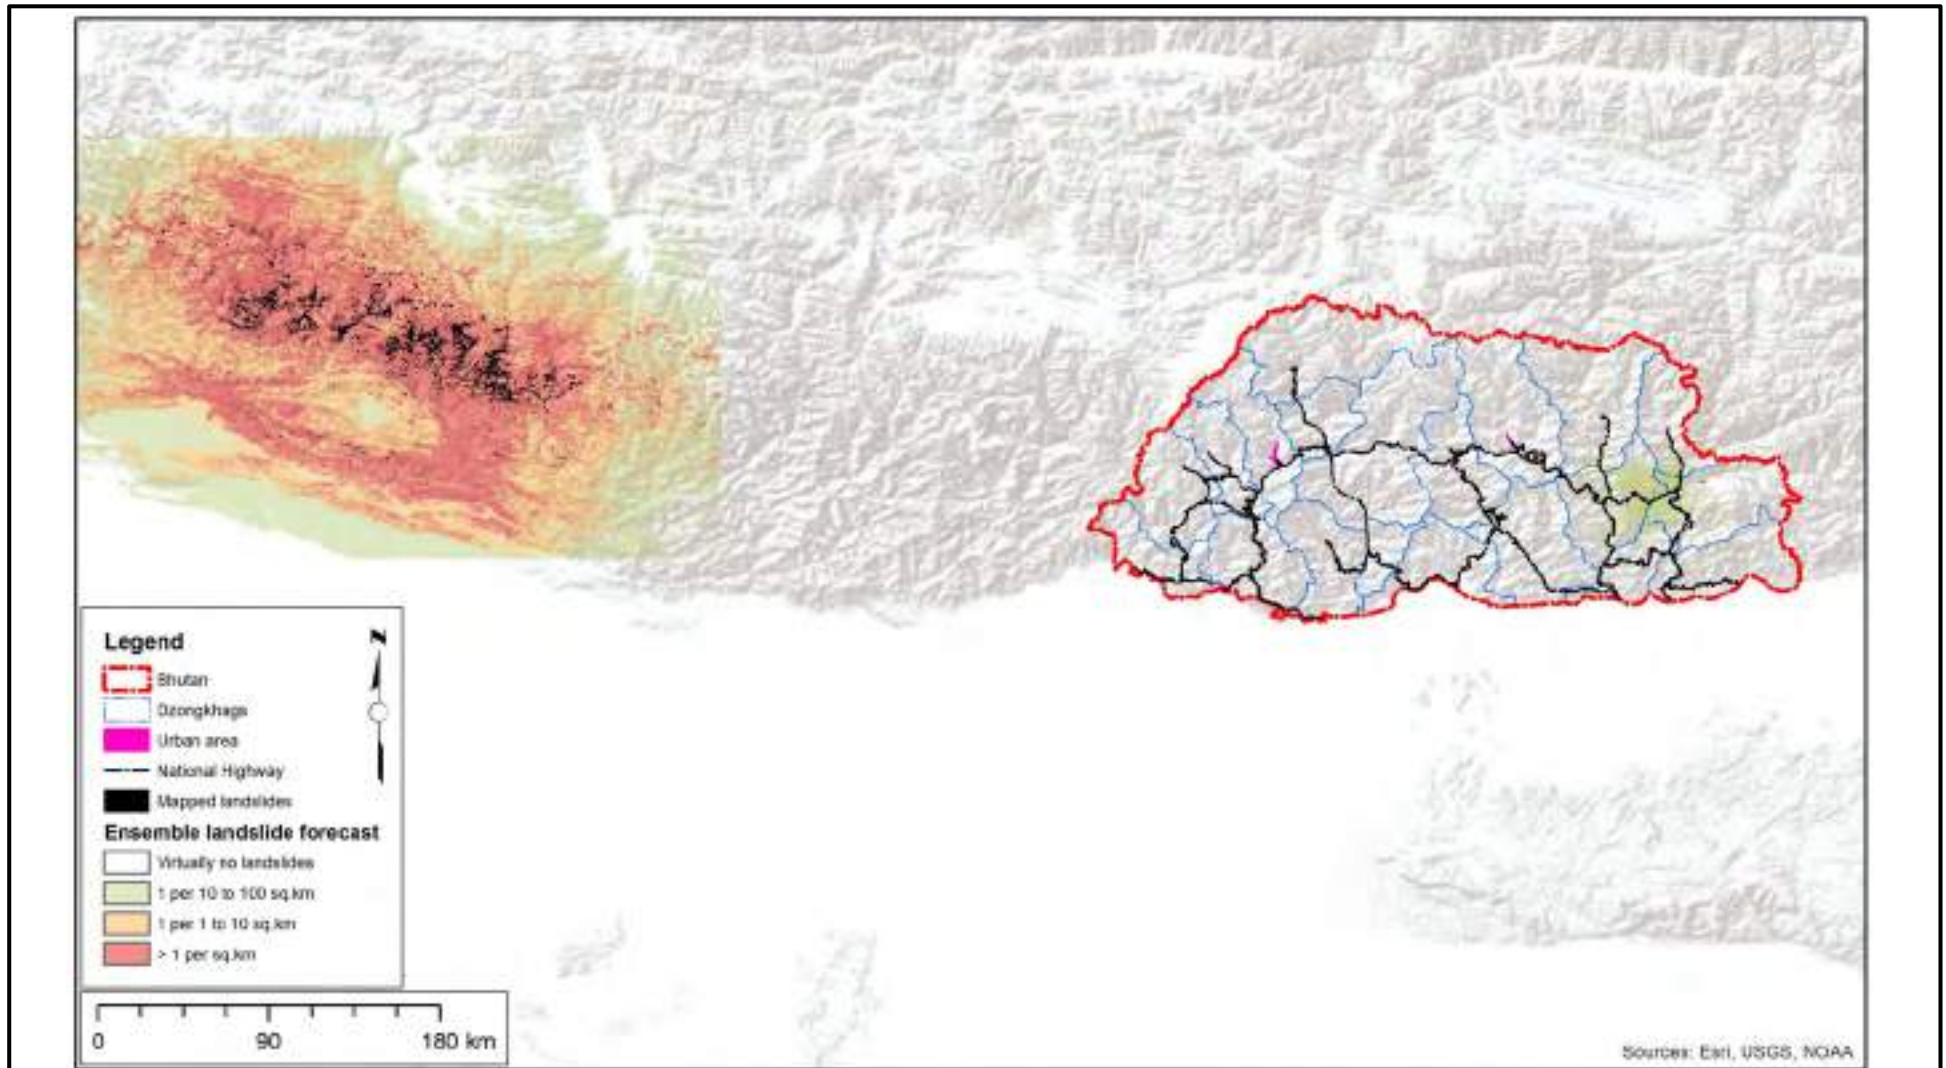 Legend
N
Bhutan
Dzongkhags
Urban area
National Highway
Mapped landslides
Ensemble landslide forecast
Virtually no landslides
1 per 10 to 100 sq.km
1 per 1 to 10 sq.km
> 1 per sq.km
0 90 180 km
Sources: Esri, USGS, NOAA